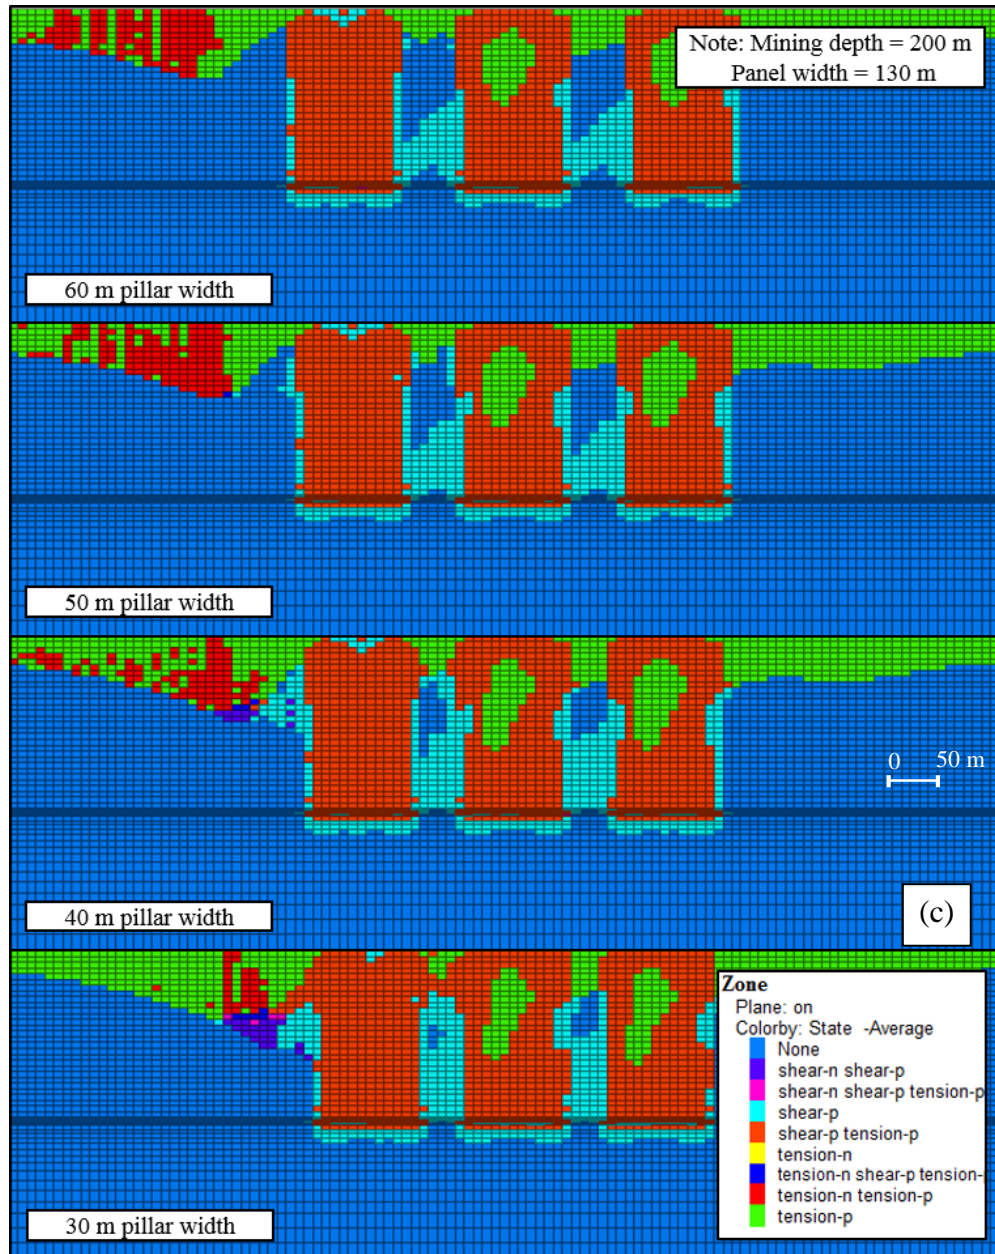 Note: Mining depth = 200 m
Panel width = 130 m
60 m pillar width
50 m pillar width
0 50 m
40 m pillar width
(c)
Zone
Plane: on
Colorby: State -Average
None
shear-n shear-p
shear-n shear-p tension-p
shear-p
shear-p tension-p
tension-n
tension-n shear-p tension-
tension-n tension-p
tension-p
30 m pillar width